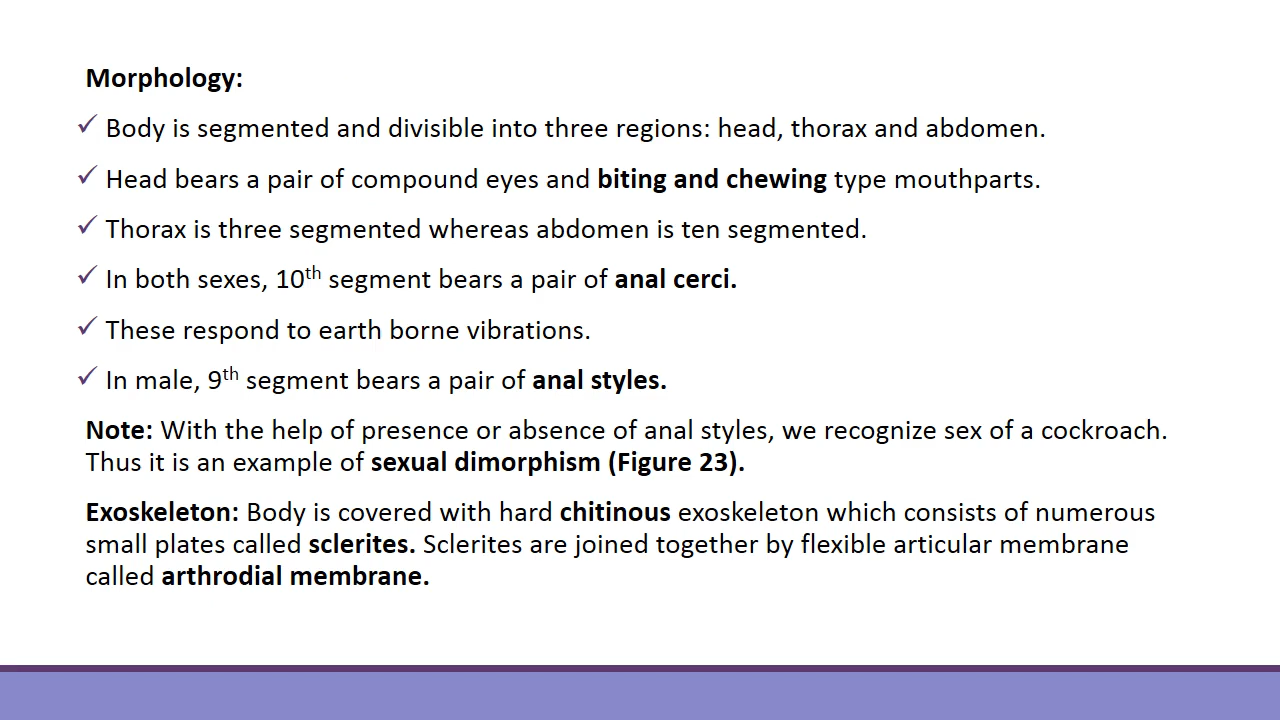 Morphology:
✓ Body is segmented and divisible into three regions: head, thorax and abdomen.
✓ Head bears a pair of compound eyes and biting and chewing type mouthparts.
✓ Thorax is three segmented whereas abdomen is ten segmented.
✓ In both sexes, 10th segment bears a pair of anal cerci.
✓ These respond to earth borne vibrations.
✓ In male, 9th segment bears a pair of anal styles.
Note: With the help of presence or absence of anal styles, we recognize sex of a cockroach.
Thus it is an example of sexual dimorphism (Figure 23).
Exoskeleton: Body is covered with hard chitinous exoskeleton which consists of numerous
small plates called sclerites. Sclerites are joined together by flexible articular membrane
called arthrodial membrane.